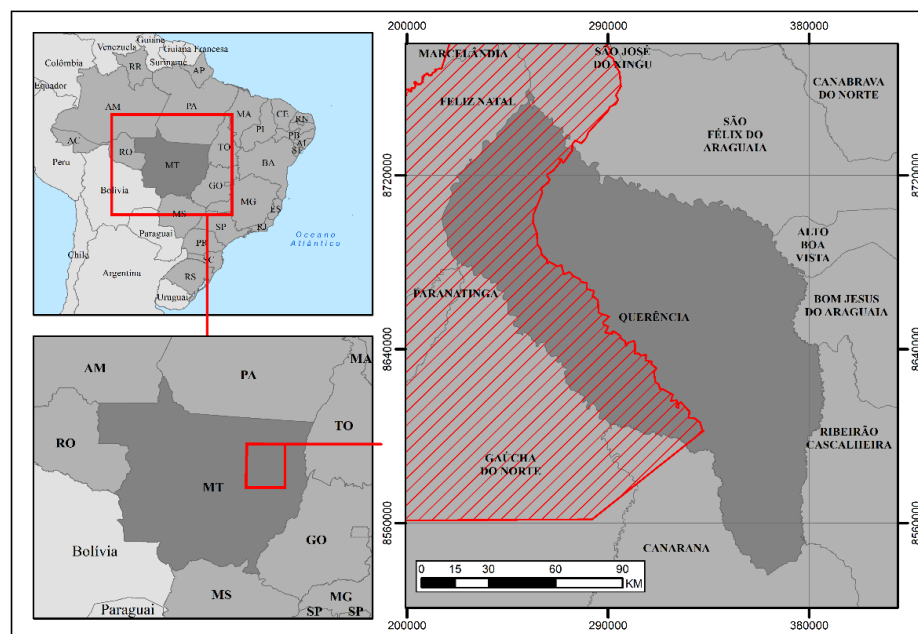 Guiana
Venezuela
Guiana Francesa
Colômbia
Suriname
RR
AP
Equador
AM
PA
MA
CE
RN
PI
PB
AL
SE
AC
RO
TO
Peru
MT
BA
Bolívia
GO
MG
ES
MS
SP
RJ
Paraguai
PR
Oceano
Atlântico
SC
Chile
RS
Argentina
Uruguai
AM
PA
MA
TO
RO
MT
Bolívia
GO
MS
MG
SP
SP
Paraguai
200000
290000
380000
MARCELÂNDIA
SÃO JOSÉ
DO XINGU
CANABRAVA
DO NORTE
FELIZ NATAL
SÃO
FÉLIX DO
ARAGUAIA
8720000
8720000
ALTO
BOA
VISTA
PARANATINGA
BOM JESUS
DO ARAGUAIA
QUERÊNCIA
8640000
8640000
RIBEIRÃO
CASCALHEIRA
GAÚCHA
DO NORTE
8560000
8560000
CANARANA
0
15
30
60
90
KM
200000
290000
380000